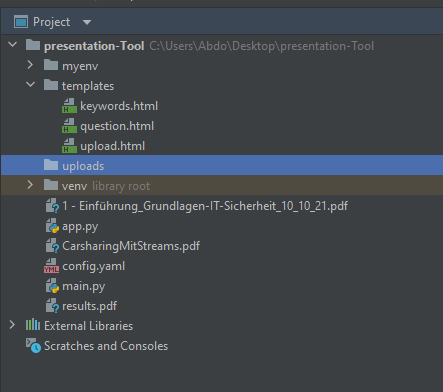 Project
presentation-Tool C:\Users\Abdo\Desktop\presentation-Tool
myenv
templates
keywords.html
question.html
upload.html
uploads
venv library root
1 - Einführung_Grundlagen-IT-Sicherheit_10_10_21.pdf
app.py
CarsharingMitStreams.pdf
config.yaml
main.py
results.pdf
External Libraries
Scratches and Consoles